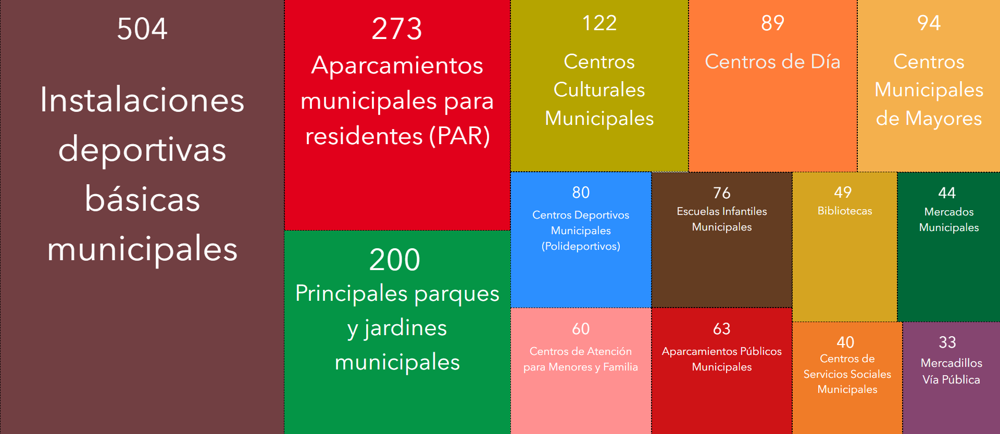 504
Instalaciones
deportivas
básicas
municipales
273
Aparcamientos
municipales para
residentes (PAR)
200
Principales parques
y jardines
municipales
122
Centros
Culturales
Municipales
89
Centros de Día
94
Centros
Municipales
de Mayores
80
Centros Deportivos
Municipales
(Polideportivos)
76
Escuelas Infantiles
Municipales
49
Bibliotecas
44
Mercados
Municipales
60
Centros de Atención
para Menores y Familia
63
Aparcamientos Públicos
Municipales
40
Centros de
Servicios Sociales
Municipales
33
Mercadillos
Vía Pública